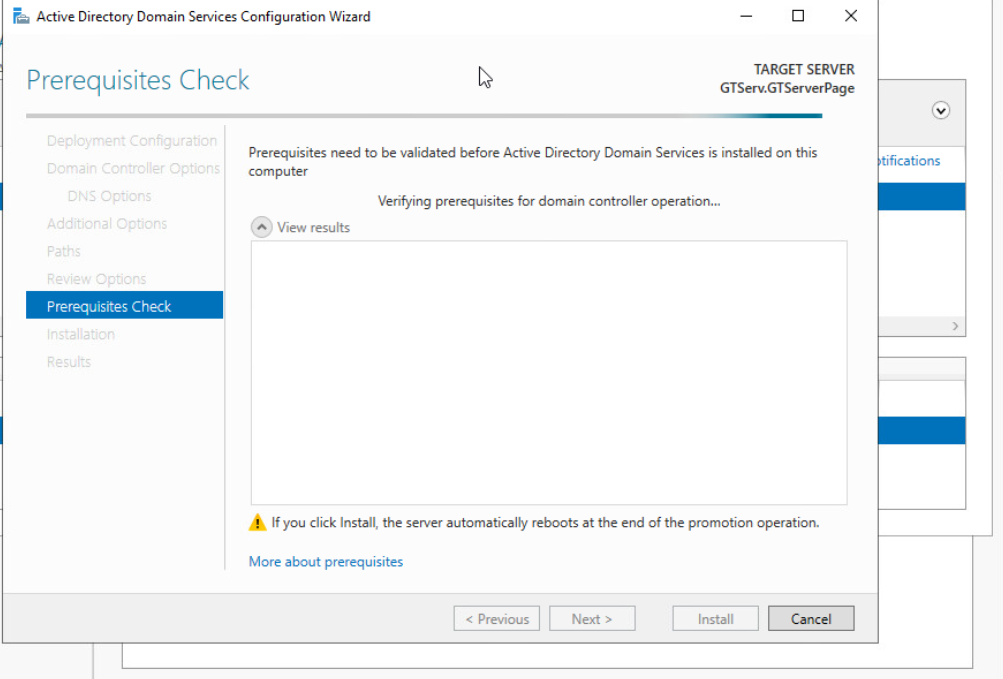 Active Directory Domain Services Configuration Wizard
Prerequisites Check
TARGET SERVER
GTServ.GTServerPage
Deployment Configuration
Domain Controller Options
DNS Options
Additional Options
Paths
Review Options
Prerequisites Check
Installation
Results
Prerequisites need to be validated before Active Directory Domain Services is installed on this
computer
Verifying prerequisites for domain controller operation...
View results
If you click Install, the server automatically reboots at the end of the promotion operation.
More about prerequisites
< Previous
Next >
Install
Cancel